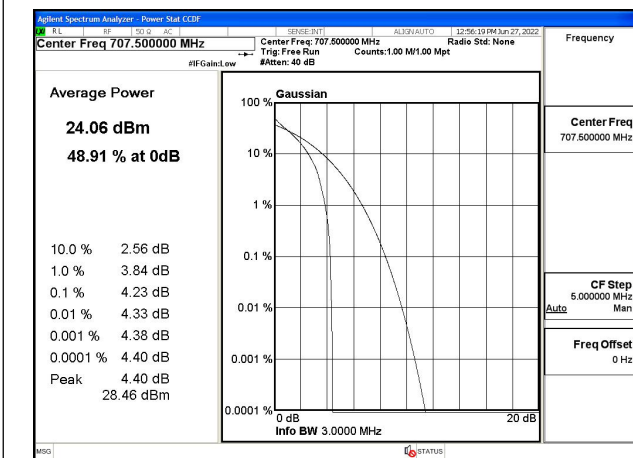 Agilent Spectrum Analyzer - Power Stat CCDF
RL RF 50 Ω AC SENSE:INT ALIGN AUTO 12:56:19 PM Jun 27, 2022
Center Freq 707.500000 MHz
Center Freq: 707.500000 MHz Radio Std: None
Trig: Free Run Counts:1.00 M/1.00 Mpt
#IFGain:Low #Atten: 40 dB
Frequency
Average Power
24.06 dBm
48.91 % at 0dB
10.0 % 2.56 dB
1.0 % 3.84 dB
0.1 % 4.23 dB
0.01 % 4.33 dB
0.001 % 4.38 dB
0.0001 % 4.40 dB
Peak 4.40 dB
28.46 dBm
Gaussian
100 %
10 %
1 %
0.1 %
0.01 %
0.001 %
0.0001 %
0 dB 20 dB
Info BW 3.0000 MHz
Center Freq
707.500000 MHz
CF Step
5.000000 MHz
Auto Man
Freq Offset
0 Hz
MSG STATUS